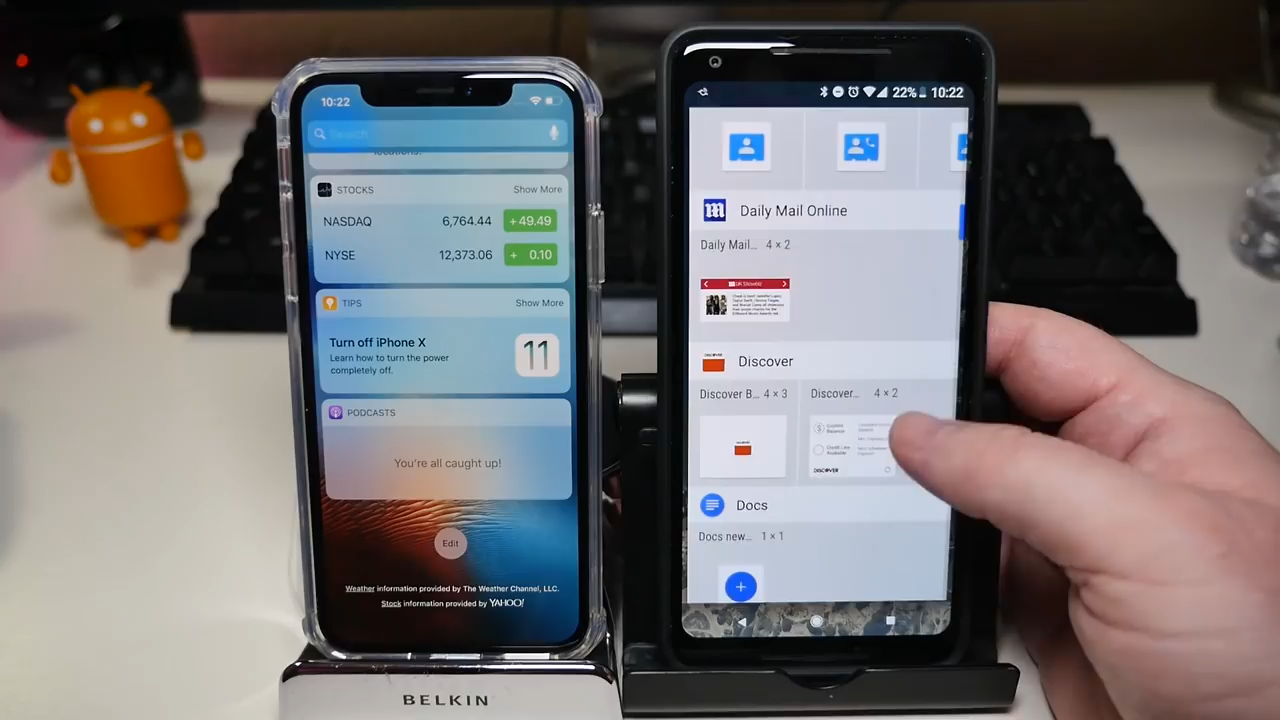 10:22
Search
locations.
STOCKS Show More
NASDAQ 6,764.44 +49.49
NYSE 12,373.06 + 0.10
TIPS Show More
Turn off iPhone X
Learn how to turn the power
completely off.
11
PODCASTS
You're all caught up!
Edit
Weather information provided by The Weather Channel, LLC.
Stock information provided by YAHOO!
BELKIN
22% 10:22
Daily Mail Online
Daily Mail... 4 × 2
UK Showbiz
Discover
Discover B... 4 × 3
Discover... 4 × 2
DISCOVER
Docs
Docs new... 1 × 1